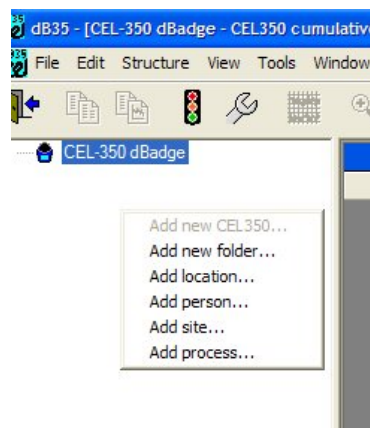 dB35 - [CEL-350 dBadge - CEL350 cumulative
File Edit Structure View Tools Window
CEL-350 dBadge
Add new CEL350...
Add new folder...
Add location...
Add person...
Add site...
Add process...